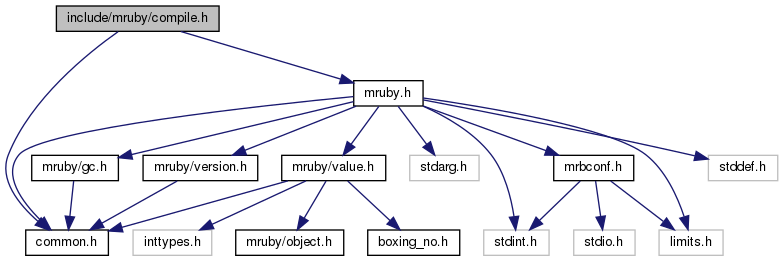 include/mruby/compile.h
mruby.h
mruby/gc.h
mruby/version.h
mruby/value.h
stdarg.h
mrbconf.h
stddef.h
common.h
inttypes.h
mruby/object.h
boxing_no.h
stdint.h
stdio.h
limits.h